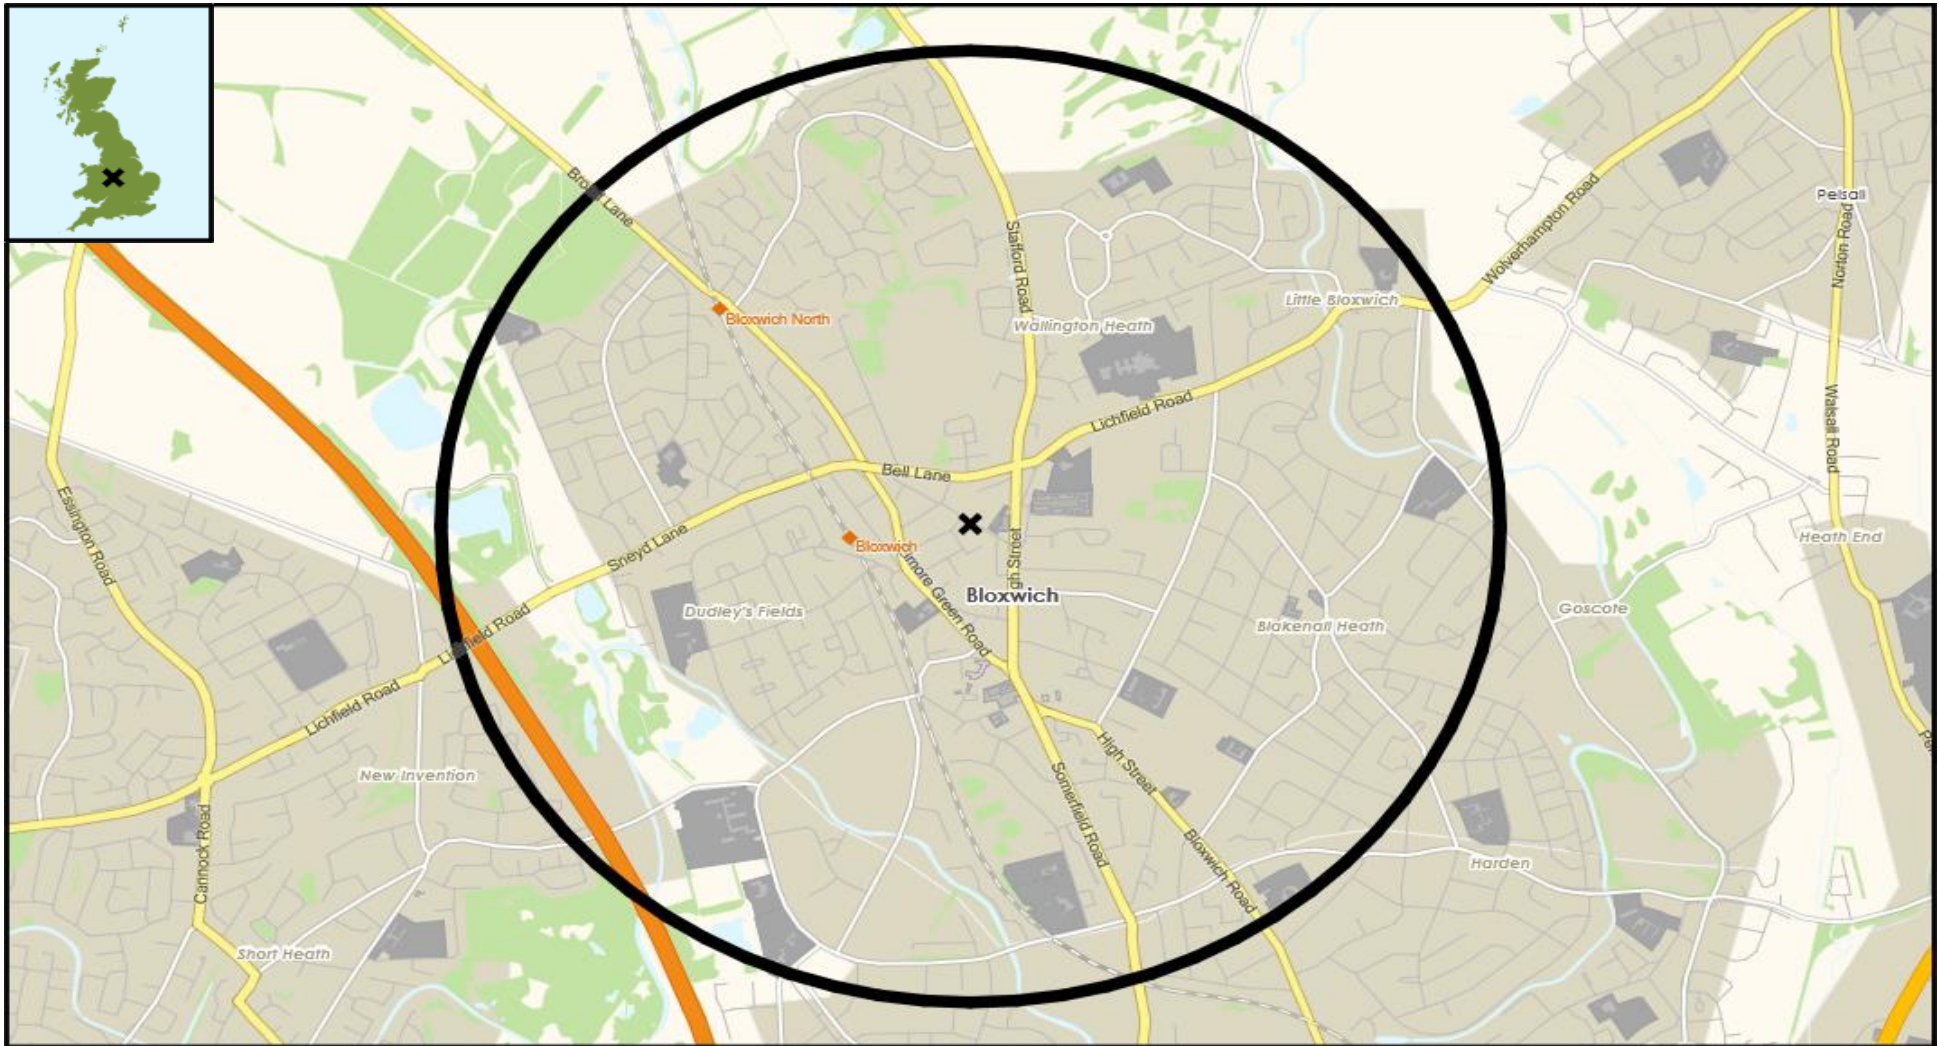 Broad Lane
Stafford Road
Wolverhampton Road
Pelsall
Norton Road
Little Bloxwich
Bloxwich North
Wallington Heath
Lichfield Road
Walsall Road
Bell Lane
Essington Road
Sneyd Lane
Bloxwich
High Street
Heath End
Green Road
Bloxwich
Dudley's Fields
Blakenall Heath
Goscote
Lichfield Road
Lichfield Road
New Invention
High Street
Somerfield Road
Cannock Road
Bloxwich Road
Harden
Short Heath